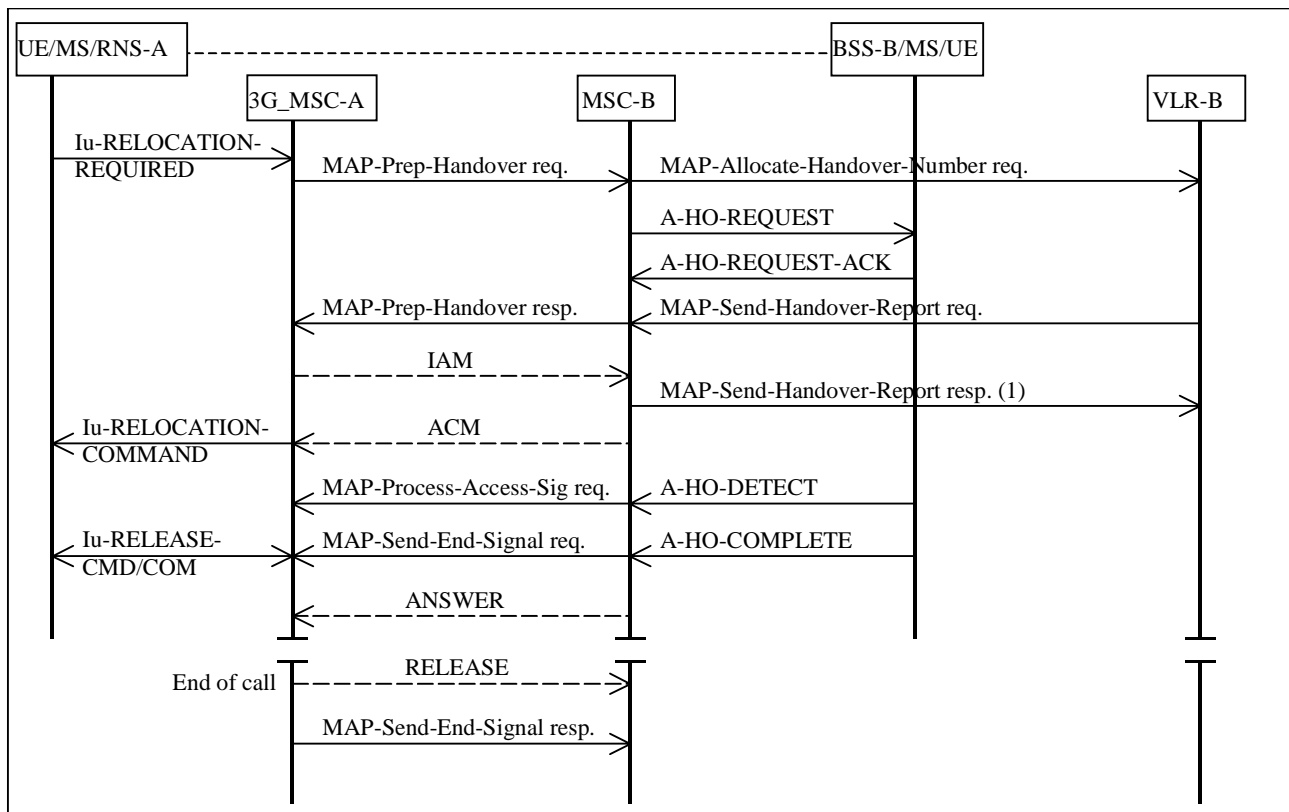 UE/MS/RNS-A
BSS-B/MS/UE
3G_MSC-A
MSC-B
VLR-B
Iu-RELOCATION-
REQUIRED
MAP-Prep-Handover req.
MAP-Allocate-Handover-Number req.
A-HO-REQUEST
A-HO-REQUEST-ACK
MAP-Prep-Handover resp.
MAP-Send-Handover-Report req.
IAM
MAP-Send-Handover-Report resp. (1)
Iu-RELOCATION-
COMMAND
ACM
MAP-Process-Access-Sig req.
A-HO-DETECT
Iu-RELEASE-
CMD/COM
MAP-Send-End-Signal req.
A-HO-COMPLETE
ANSWER
RELEASE
End of call
MAP-Send-End-Signal resp.